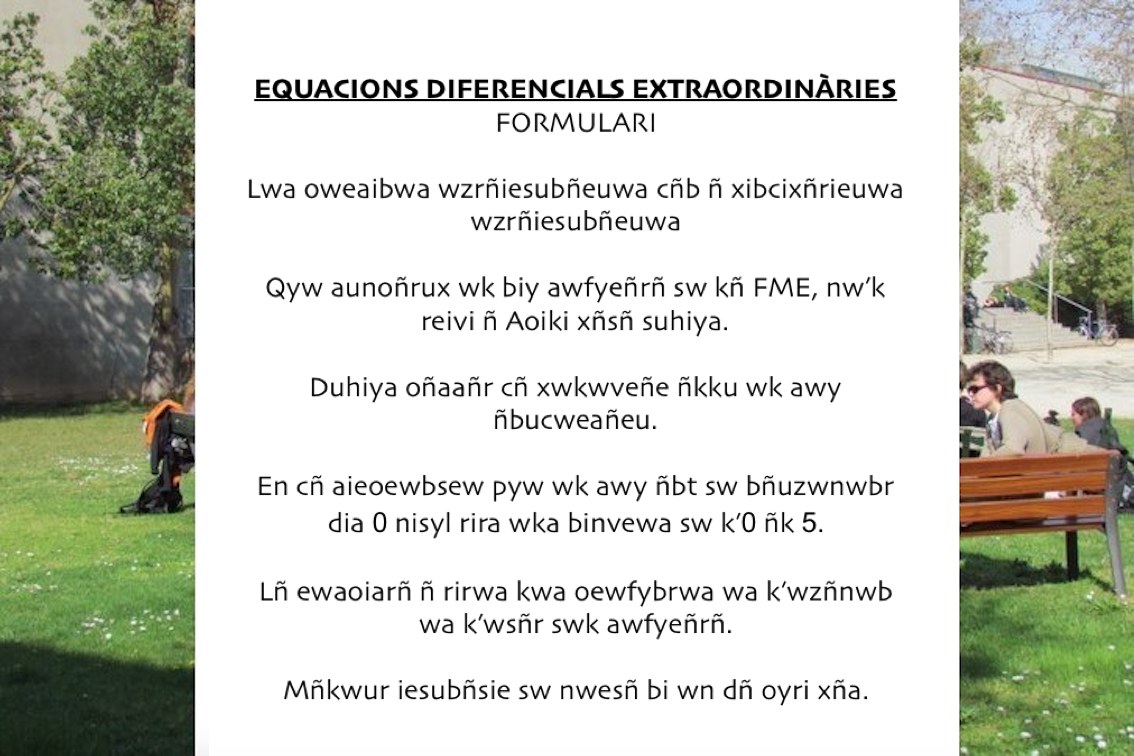 EQUACIONS DIFERENCIALS EXTRAORDINÀRIES
FORMULARI
Lwa oweaibwa wzrñiesubñeuwa cñb ñ xibcixñrieuwa
wzrñiesubñeuwa
Qyw aunoñrux wk biy awfyeñrñ sw kñ FME, nw’k
reivi ñ Aoiki xñsñ suhiya.
Duhiya oñaañr cñ xwkwveñe ñkku wk awy
ñbucweañeu.
En cñ aieoewbsew pyw wk awy ñbt sw bñuzwnwbr
dia 0 nisyl rira wka binvewa sw k’0 ñk 5.
Lñ ewaoiarñ ñ rirwa kwa oewfybrwa wa k’wzñnwb
wa k’wsñr swk awfyeñrñ.
Mñkwur iesubñsie sw nwesñ bi wn dñ oyri xña.